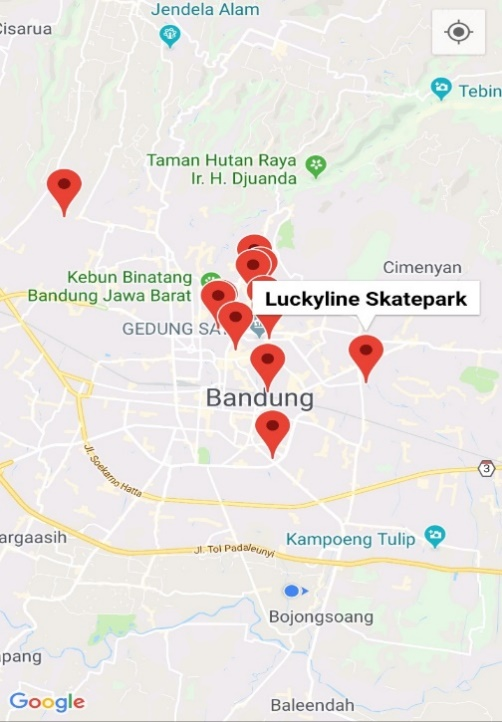 Jendela Alam
Cisarua
Tebin
Taman Hutan Raya
Ir. H. Djuanda
Cimenyan
Kebun Binatang
Bandung Jawa Barat
Luckyline Skatepark
GEDUNG SA
Bandung
Jl. Soekarno Hatta
3
argaasih
Kampoeng Tulip
Jl. Tol Padaleunyi
Bojongsoang
pang
Google
Baleendah